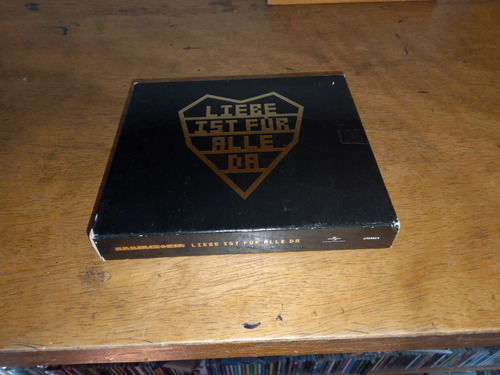 LIEBE
IST FÜR
ALLE
DA
RAMMSTEIN LIEBE IST FÜR ALLE DA